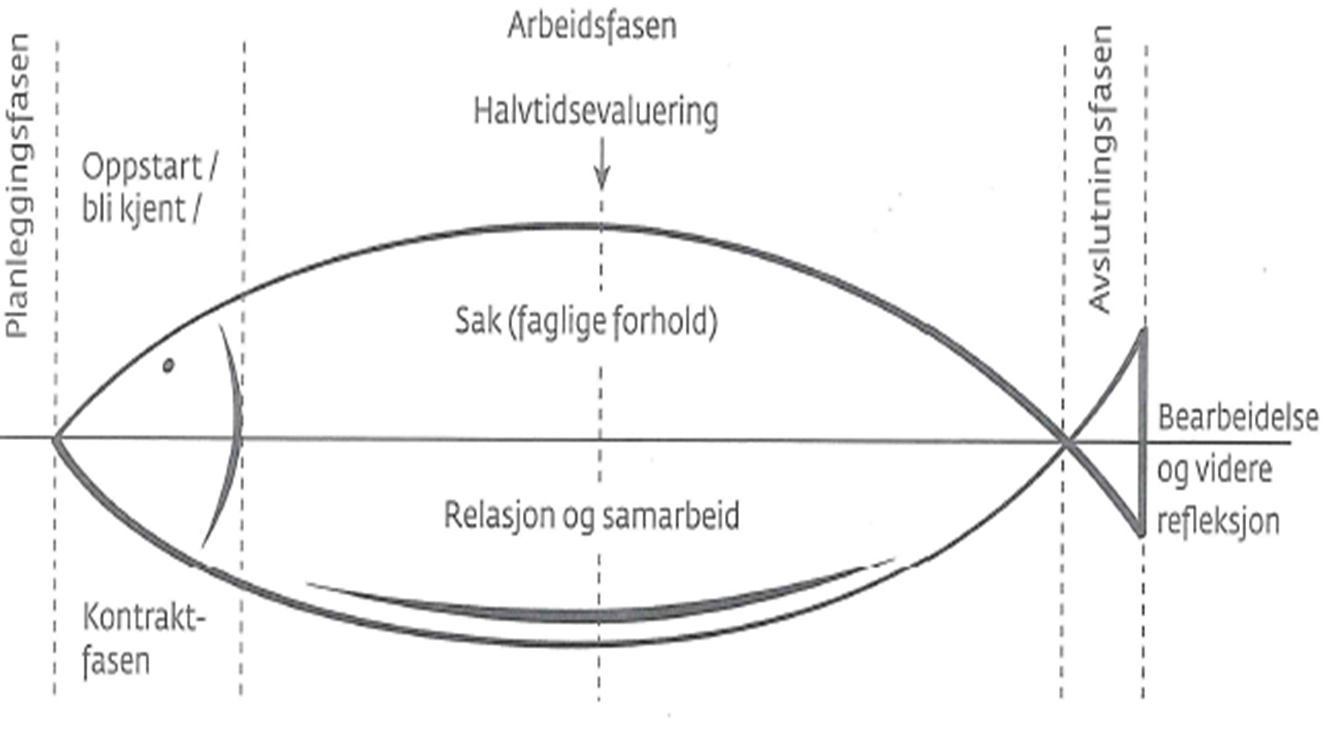 Planleggingsfasen
Oppstart /
bli kjent /
Kontrakt-
fasen
Arbeidsfasen
Halvtidsevaluering
Sak (faglige forhold)
Relasjon og samarbeid
Avslutningsfasen
Bearbeidelse
og videre
refleksjon